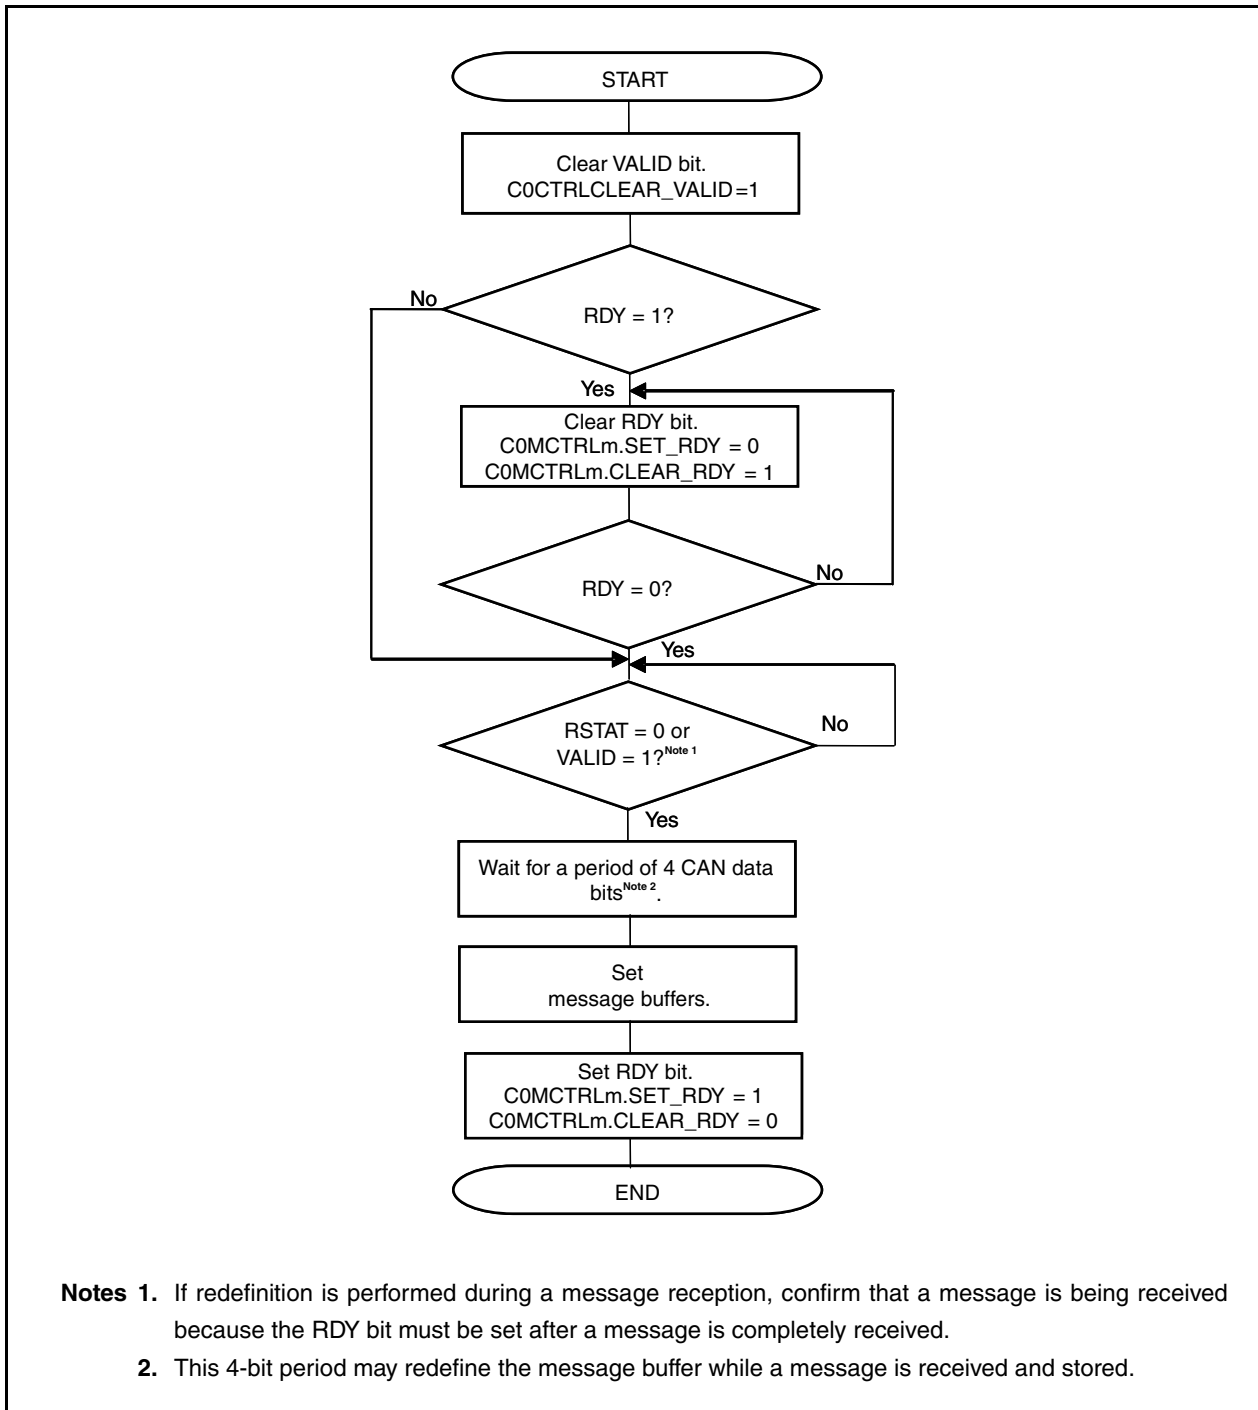 START
Clear VALID bit.
C0CTRLCLEAR_VALID=1
No
RDY = 1?
Yes
Clear RDY bit.
C0MCTRLm.SET_RDY = 0
C0MCTRLm.CLEAR_RDY = 1
RDY = 0?
No
Yes
RSTAT = 0 or
VALID = 1?Note 1
No
Yes
Wait for a period of 4 CAN data
bitsNote 2.
Set
message buffers.
Set RDY bit.
C0MCTRLm.SET_RDY = 1
C0MCTRLm.CLEAR_RDY = 0
END
Notes 1. If redefinition is performed during a message reception, confirm that a message is being received
because the RDY bit must be set after a message is completely received.
2. This 4-bit period may redefine the message buffer while a message is received and stored.